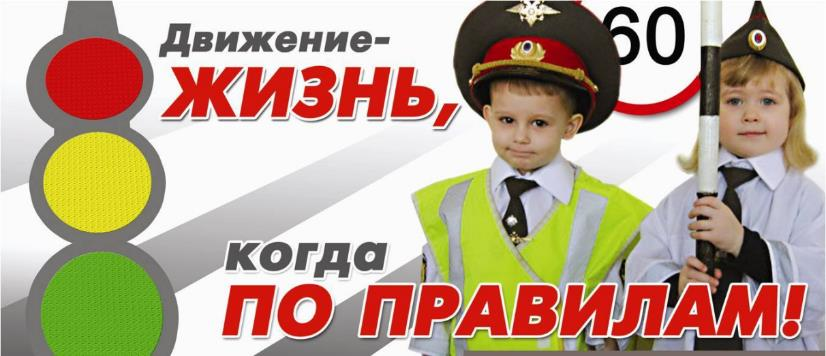 Движение-
ЖИЗНЬ,
60
когда
ПО ПРАВИЛАМ!